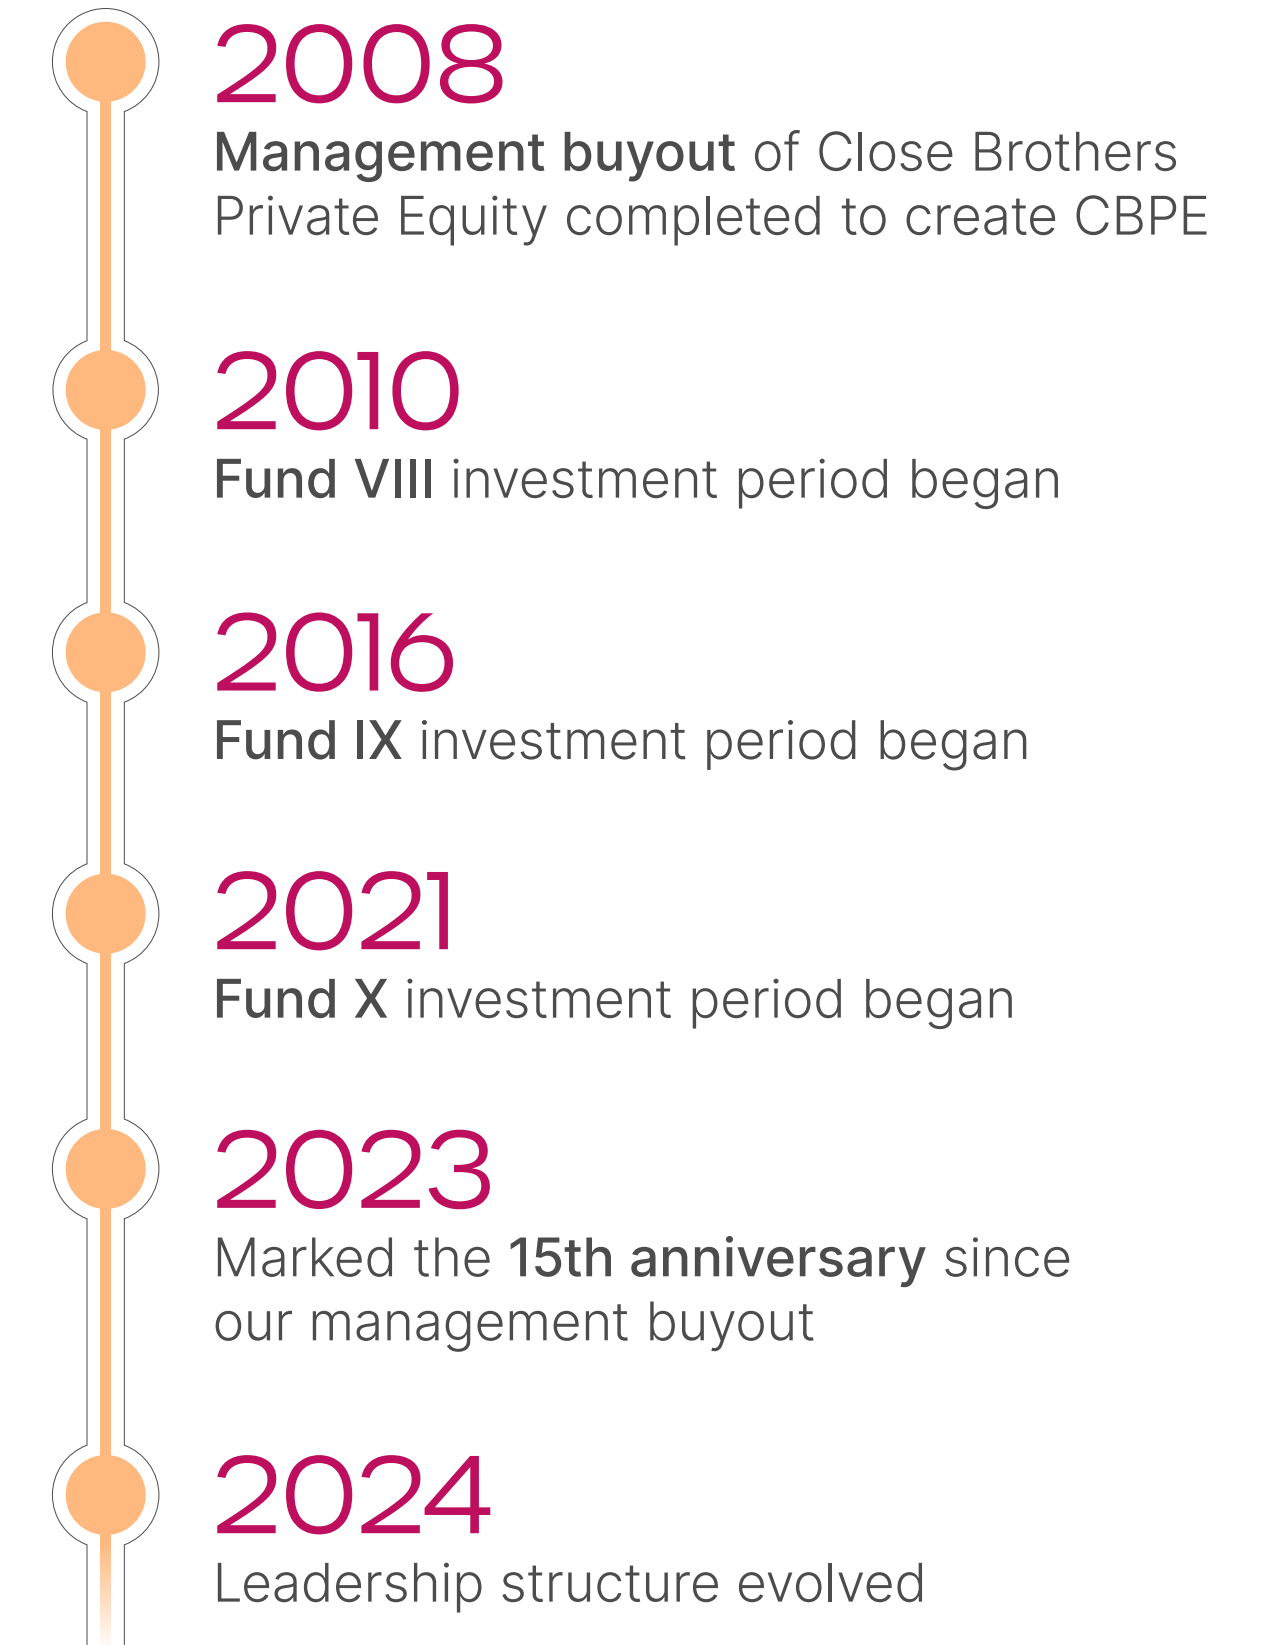 2008
Management buyout of Close Brothers
Private Equity completed to create CBPE
2010
Fund VIII investment period began
2016
Fund IX investment period began
2021
Fund X investment period began
2023
Marked the 15th anniversary since
our management buyout
2024
Leadership structure evolved